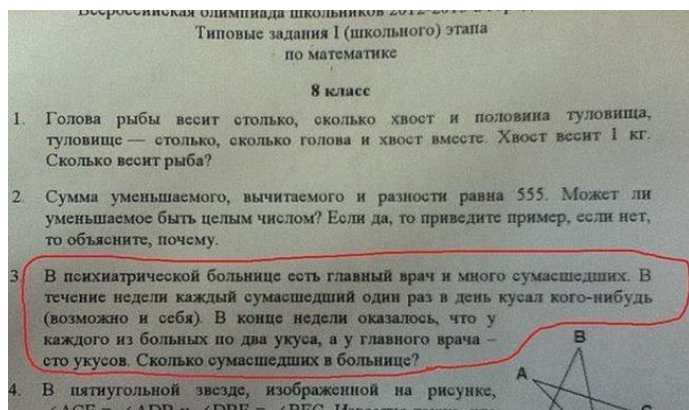 Всероссийская олимпиада школьников 2012-2013
Типовые задания I (школьного) этапа
по математике
8 класс
1. Голова рыбы весит столько, сколько хвост и половина туловища,
туловище — столько, сколько голова и хвост вместе. Хвост весит 1 кг.
Сколько весит рыба?
2. Сумма уменьшаемого, вычитаемого и разности равна 555. Может ли
уменьшаемое быть целым числом? Если да, то приведите пример, если нет,
то объясните, почему.
3 В психиатрической больнице есть главный врач и много сумасшедших. В
течение недели каждый сумасшедший один раз в день кусал кого-нибудь
(возможно и себя). В конце недели оказалось, что у
каждого из больных по два укуса, а у главного врача –
сто укусов. Сколько сумасшедших в больнице?
B
A
4. В пятиугольной звезде, изображенной на рисунке,